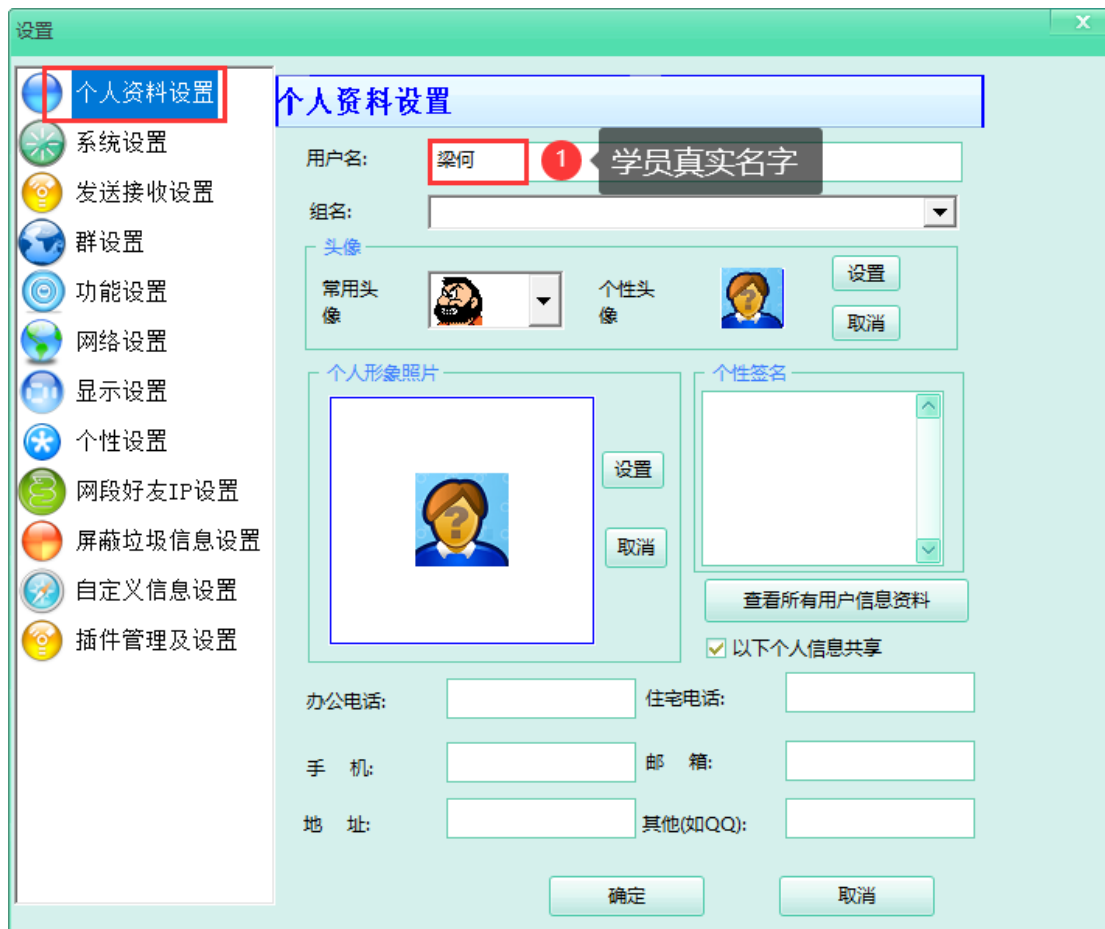 设置
X
个人资料设置
系统设置
发送接收设置
群设置
功能设置
网络设置
显示设置
个性设置
网段好友IP设置
屏蔽垃圾信息设置
自定义信息设置
插件管理及设置
个人资料设置
用户名: 梁何 1 学员真实名字
组名:
头像
常用头像
个性头像
设置
取消
个人形象照片
设置
取消
个性签名
查看所有用户信息资料
以下个人信息共享
办公电话: 住宅电话:
手 机: 邮 箱:
地 址: 其他(如QQ):
确定 取消